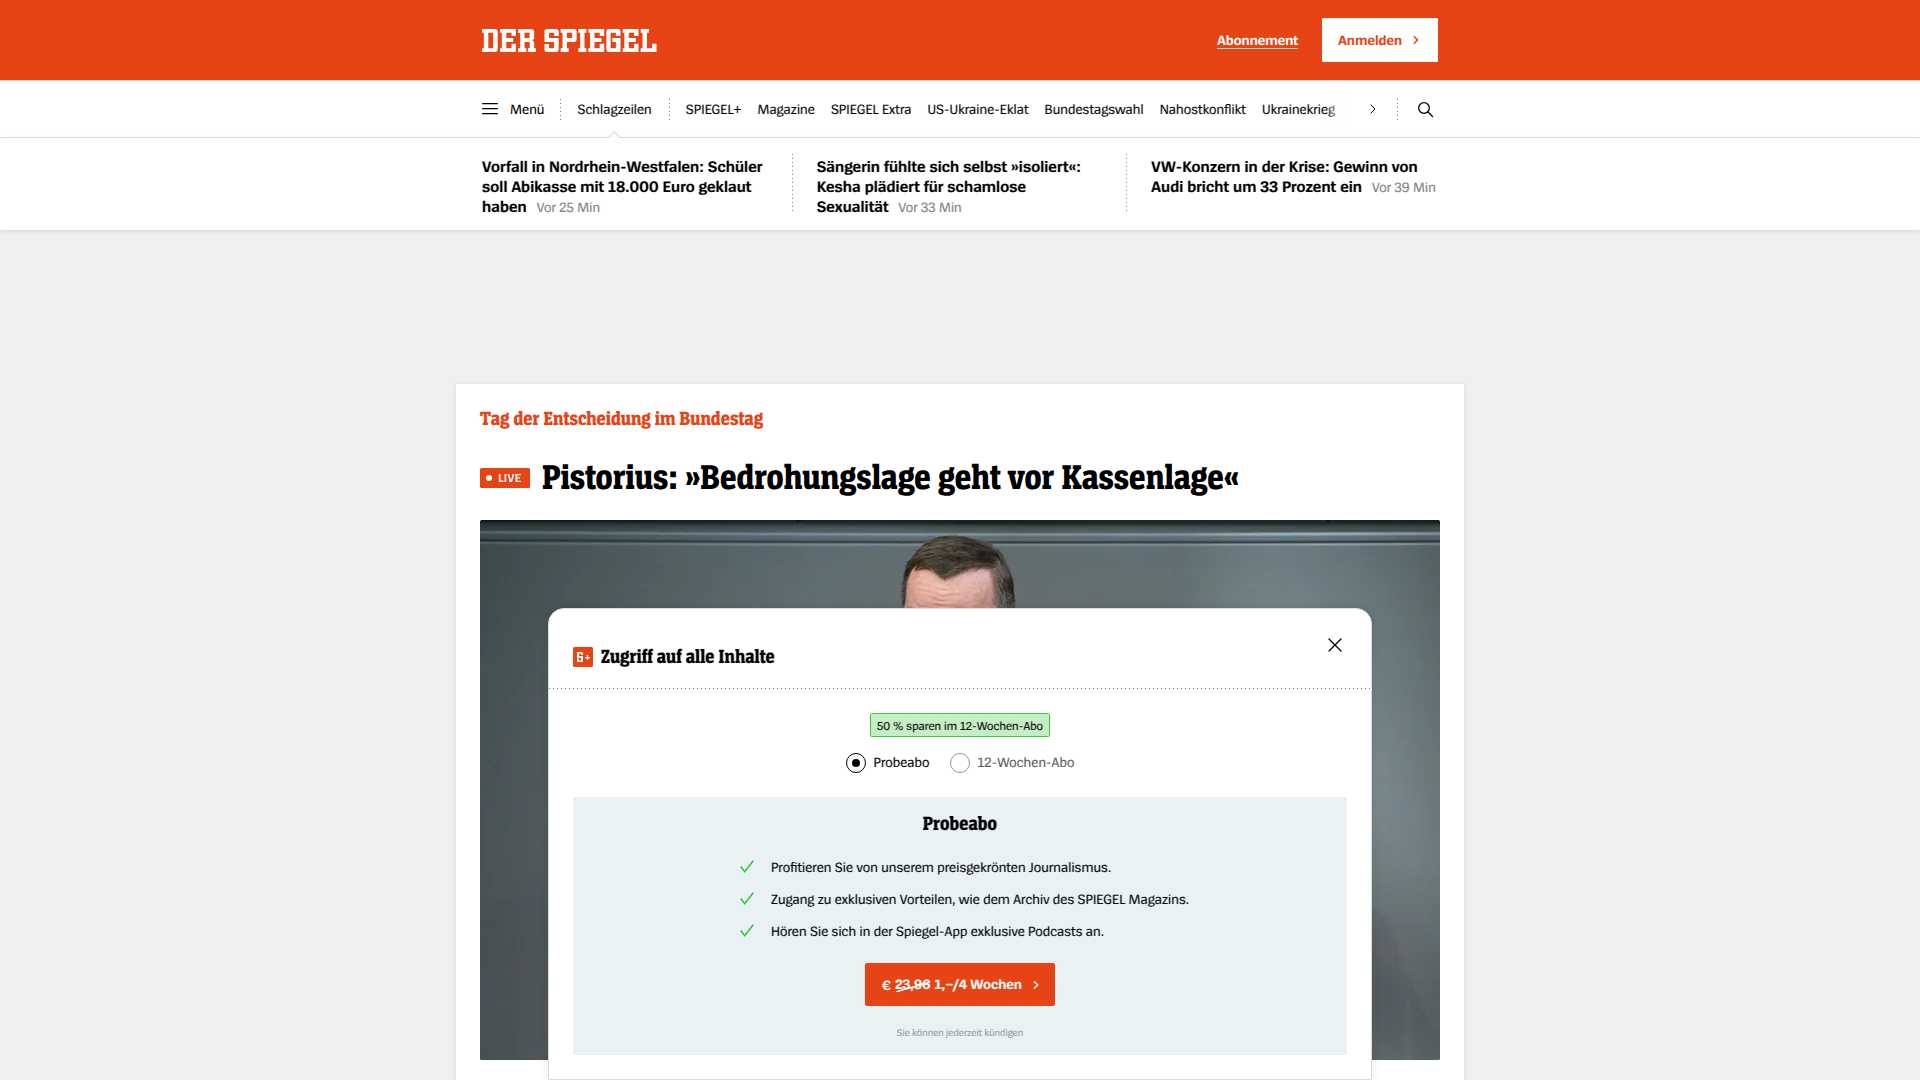 DER SPIEGEL
Abonnement
Anmelden
Menü
Schlagzeilen
SPIEGEL+
Magazine
SPIEGEL Extra
US-Ukraine-Eklat
Bundestagswahl
Nahostkonflikt
Ukrainekrieg
Vorfall in Nordrhein-Westfalen: Schüler
soll Abikasse mit 18.000 Euro geklaut
haben Vor 25 Min
Sängerin fühlte sich selbst »isoliert«:
Kesha plädiert für schamlose
Sexualität Vor 33 Min
VW-Konzern in der Krise: Gewinn von
Audi bricht um 33 Prozent ein Vor 39 Min
Tag der Entscheidung im Bundestag
LIVE Pistorius: »Bedrohungslage geht vor Kassenlage«
S+ Zugriff auf alle Inhalte
50 % sparen im 12-Wochen-Abo
Probeabo
12-Wochen-Abo
Probeabo
Profitieren Sie von unserem preisgekrönten Journalismus.
Zugang zu exklusiven Vorteilen, wie dem Archiv des SPIEGEL Magazins.
Hören Sie sich in der Spiegel-App exklusive Podcasts an.
€ 23,96 1,–/4 Wochen
Sie können jederzeit kündigen